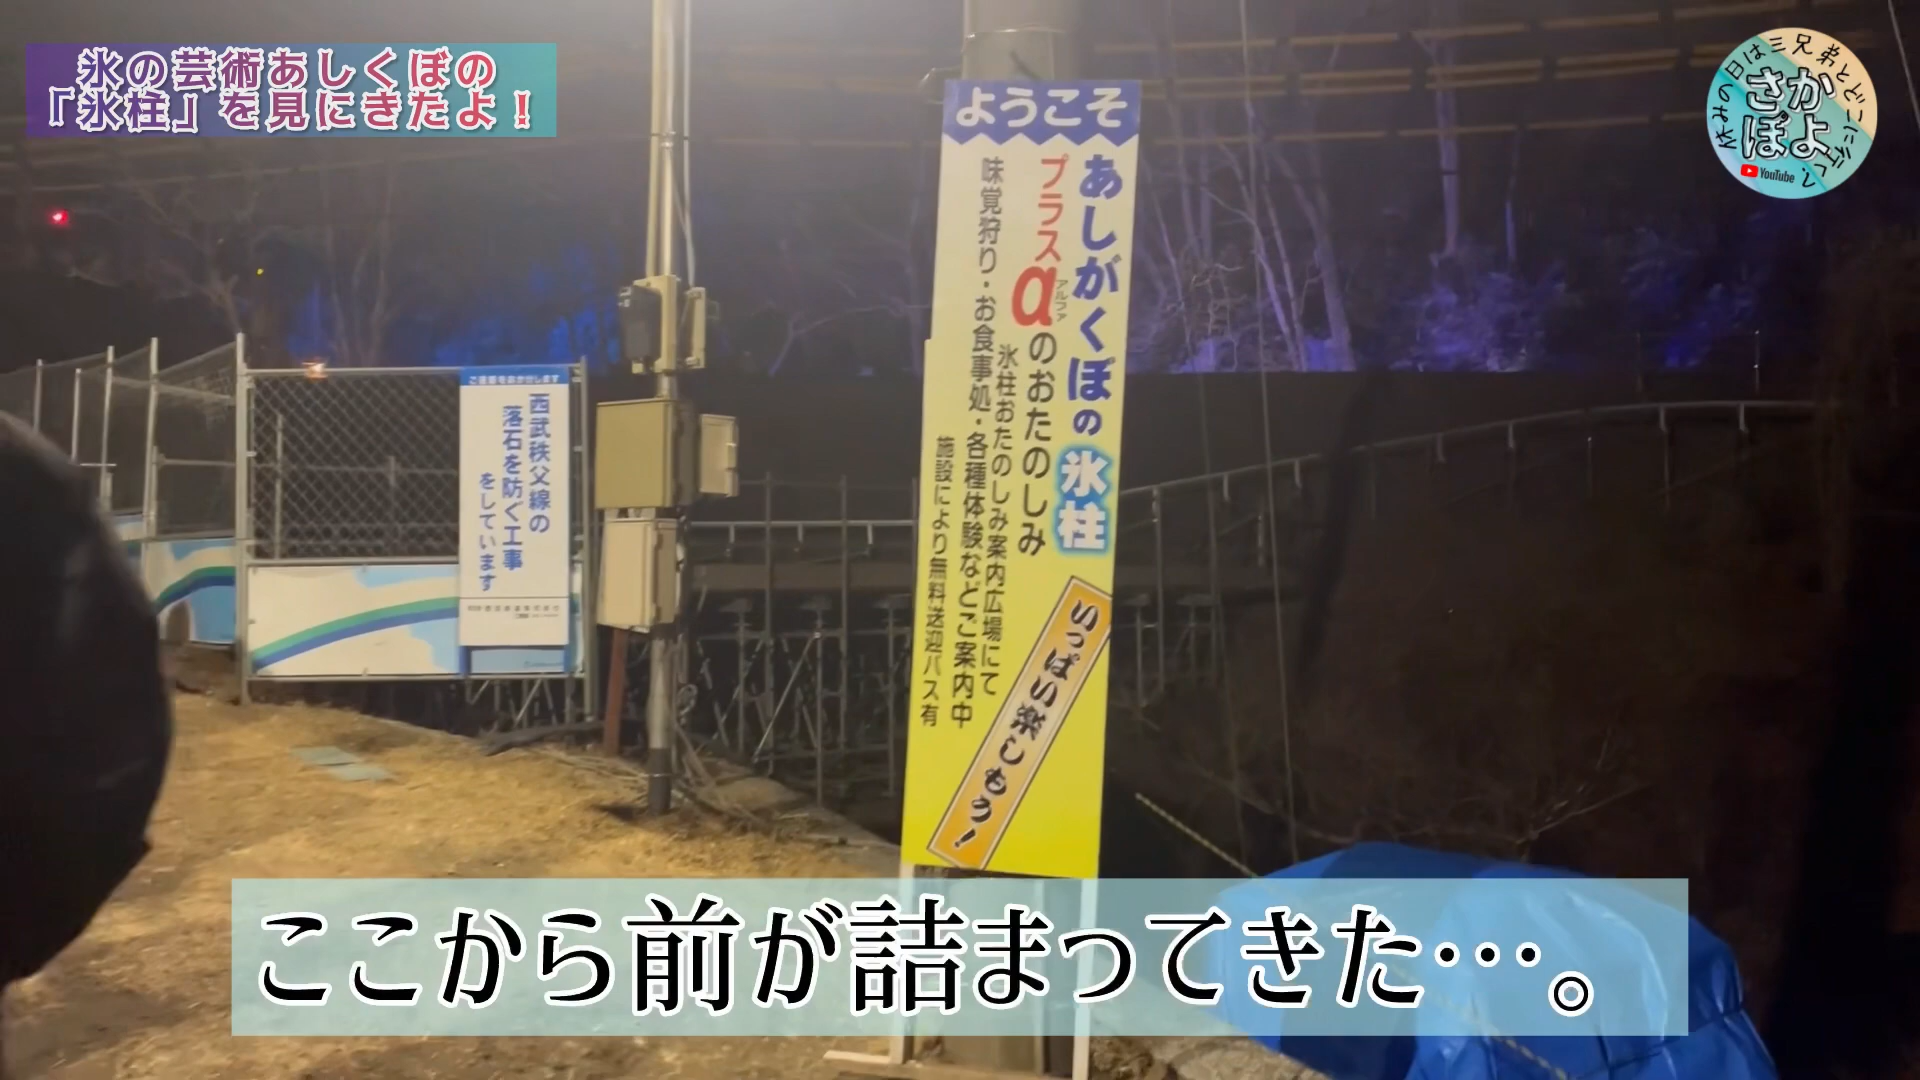 氷の芸術あしくぼの
「氷柱」を見にきたよ！
休みの日は三兄弟とどこに行く？
さか
ぽよ
YouTube
ようこそ
あしがくぼの氷柱
プラスαのおたのしみ
アルファ
氷柱おたのしみ案内広場にて
味覚狩り・お食事処・各種体験などご案内中
施設により無料送迎バス有
いっぱい楽しもう！
ご迷惑をおかけします
西武秩父線の
落石を防ぐ工事
をしています
ここから前が詰まってきた…。